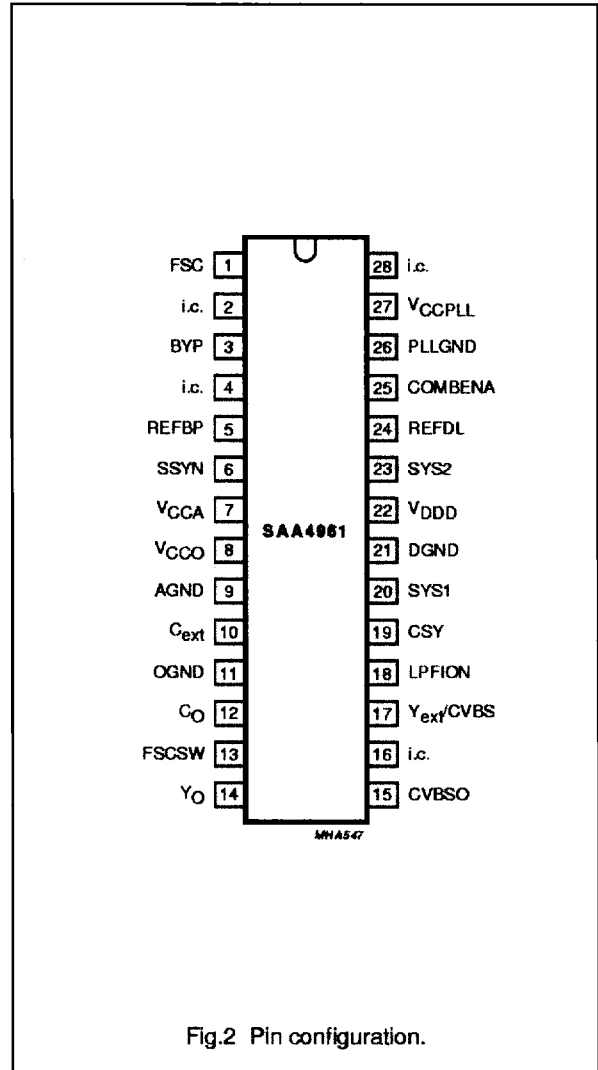 FSC 1 28 i.c.
i.c. 2 27 VCCPLL
BYP 3 26 PLLGND
i.c. 4 25 COMBENA
REFBP 5 24 REFDL
SSYN 6 23 SYS2
VCCA 7 22 VDDD
SAA4961
VCCO 8 21 DGND
AGND 9 20 SYS1
Cext 10 19 CSY
OGND 11 18 LPFION
CO 12 17 Yext/CVBS
FSCSW 13 16 i.c.
YO 14 15 CVBSO
MHA547
Fig.2 Pin configuration.